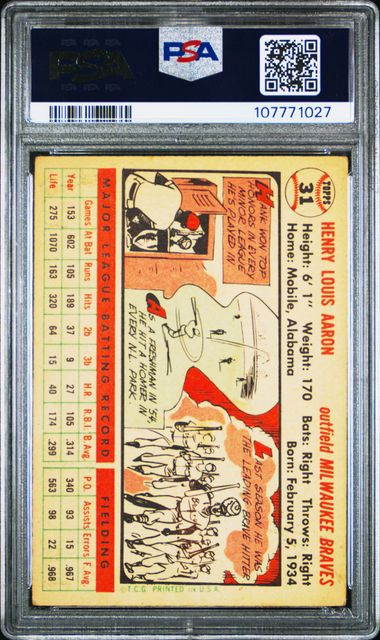 PSA
PSA
107771027
TOPPS
31
HENRY LOUIS AARON
outfield MILWAUKEE BRAVES
Height: 6' 1" Weight: 170 Bats: Right Throws: Right
Home: Mobile, Alabama Born: February 5, 1934
HANK WON TOP
HONORS IN EVERY
MINOR LEAGUE
HE'S PLAYED IN.
AS A FRESHMAN IN '54,
HE HIT A HOMER IN
EVERY N.L. PARK.
LAST SEASON HE WAS
THE LEADING BRAVE HITTER
© T.C.G. PRINTED IN U.S.A.
MAJOR LEAGUE BATTING RECORD FIELDING
Games At Bat Runs Hits 2b 3b H.R. R.B.I. B.Avg. P.O. Assists Errors F. Avg.
Year 153 602 105 189 37 9 27 106 .314 340 93 15 .967
Life 275 1070 163 320 64 15 40 174 .299 563 98 22 .968